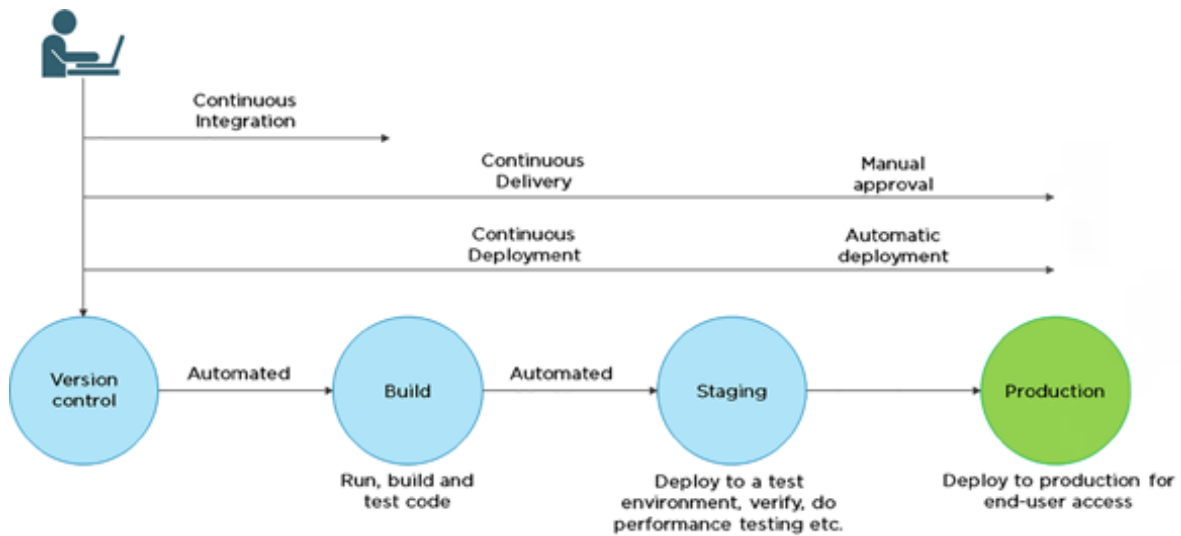 Continuous
Integration
Continuous
Delivery
Manual
approval
Continuous
Deployment
Automatic
deployment
Version
control
Automated
Build
Automated
Staging
Production
Run, build and
test code
Deploy to a test
environment, verify, do
performance testing etc.
Deploy to production for
end-user access